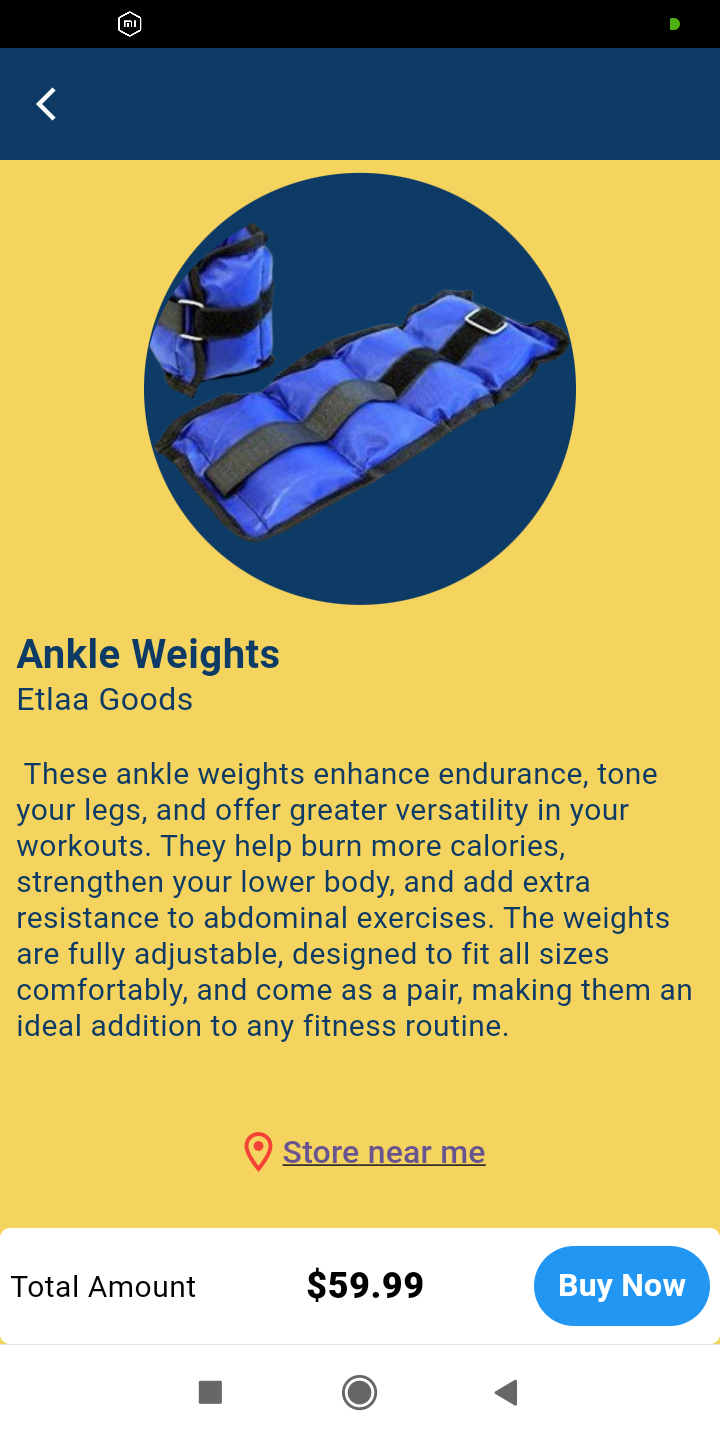 Ankle Weights
Etlaa Goods
These ankle weights enhance endurance, tone
your legs, and offer greater versatility in your
workouts. They help burn more calories,
strengthen your lower body, and add extra
resistance to abdominal exercises. The weights
are fully adjustable, designed to fit all sizes
comfortably, and come as a pair, making them an
ideal addition to any fitness routine.
Store near me
Total Amount $59.99 Buy Now